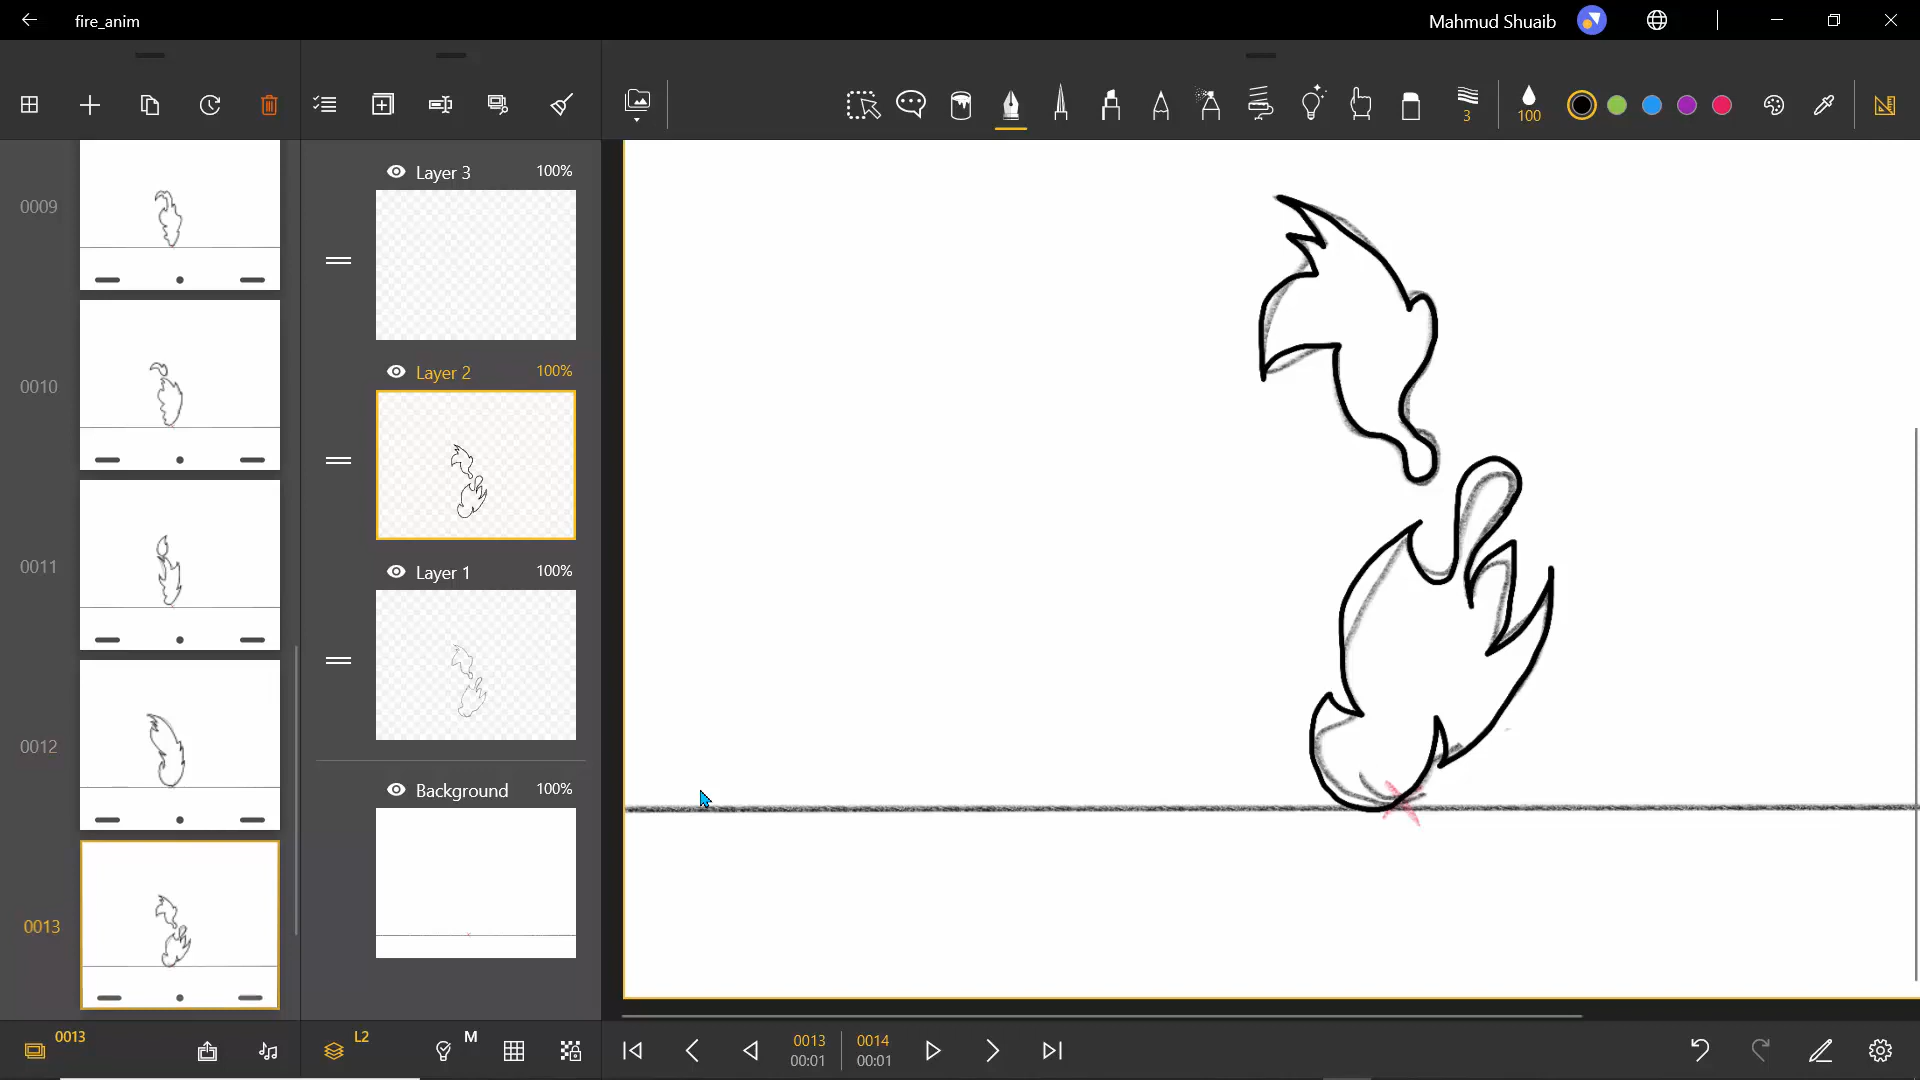 fire_anim
Mahmud Shuaib
3
100
0009
0010
0011
0012
0013
Layer 3 100%
Layer 2 100%
Layer 1 100%
Background 100%
0013
L2
M
0013 0014
00:01 00:01